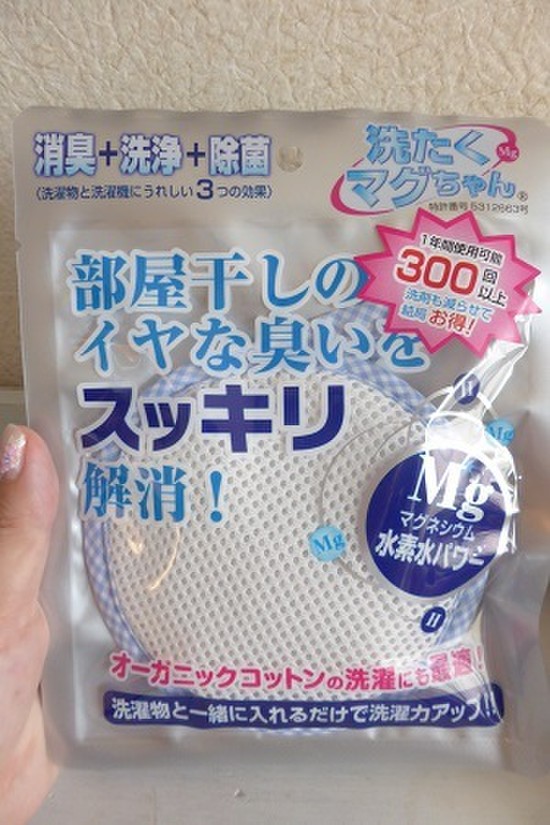 消臭+洗浄+除菌
(洗濯物と洗濯機にうれしい3つの効果)
洗たく
マグちゃん®
Mg
特許番号5312663号
1年間使用可能
300回
以上
洗剤も減らせて
結局お得!
部屋干しの
イヤな臭いを
スッキリ
解消!
H
Mg
Mg
マグネシウム
水素水パワー
Mg
H
オーガニックコットンの洗濯にも最適!
洗濯物と一緒に入れるだけで洗濯力アップ!!